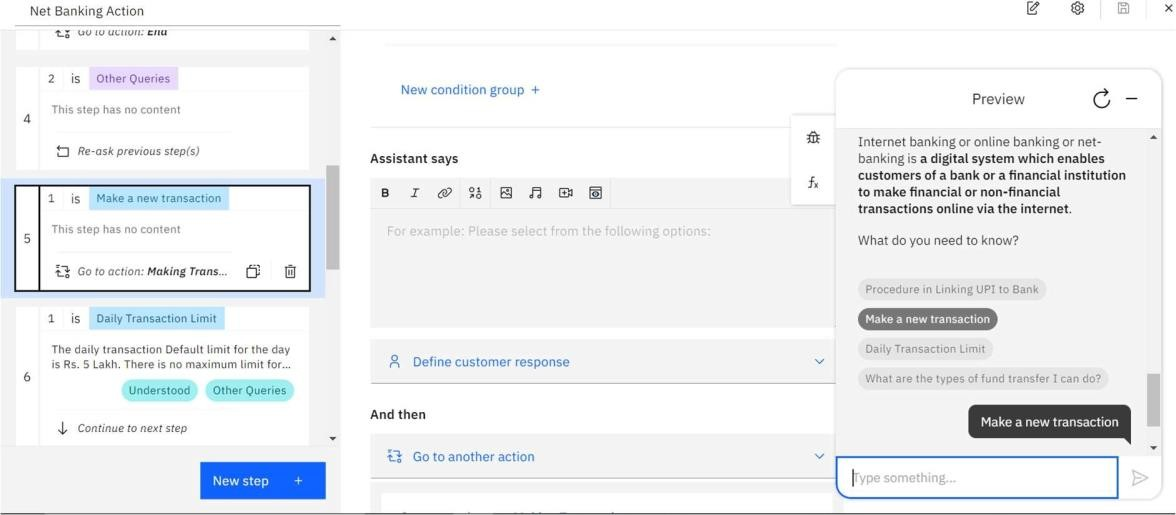 Net Banking Action
Go to action: End
2 is Other Queries
This step has no content
4
Re-ask previous step(s)
1 is Make a new transaction
This step has no content
5
Go to action: Making Trans...
1 is Daily Transaction Limit
The daily transaction Default limit for the day
is Rs. 5 Lakh. There is no maximum limit for...
6
Understood Other Queries
Continue to next step
New step +
New condition group +
Assistant says
B I
For example: Please select from the following options:
Define customer response
And then
Go to another action
fx
Preview
Internet banking or online banking or net-
banking is a digital system which enables
customers of a bank or a financial institution
to make financial or non-financial
transactions online via the internet.
What do you need to know?
Procedure in Linking UPI to Bank
Make a new transaction
Daily Transaction Limit
What are the types of fund transfer I can do?
Make a new transaction
Type something...